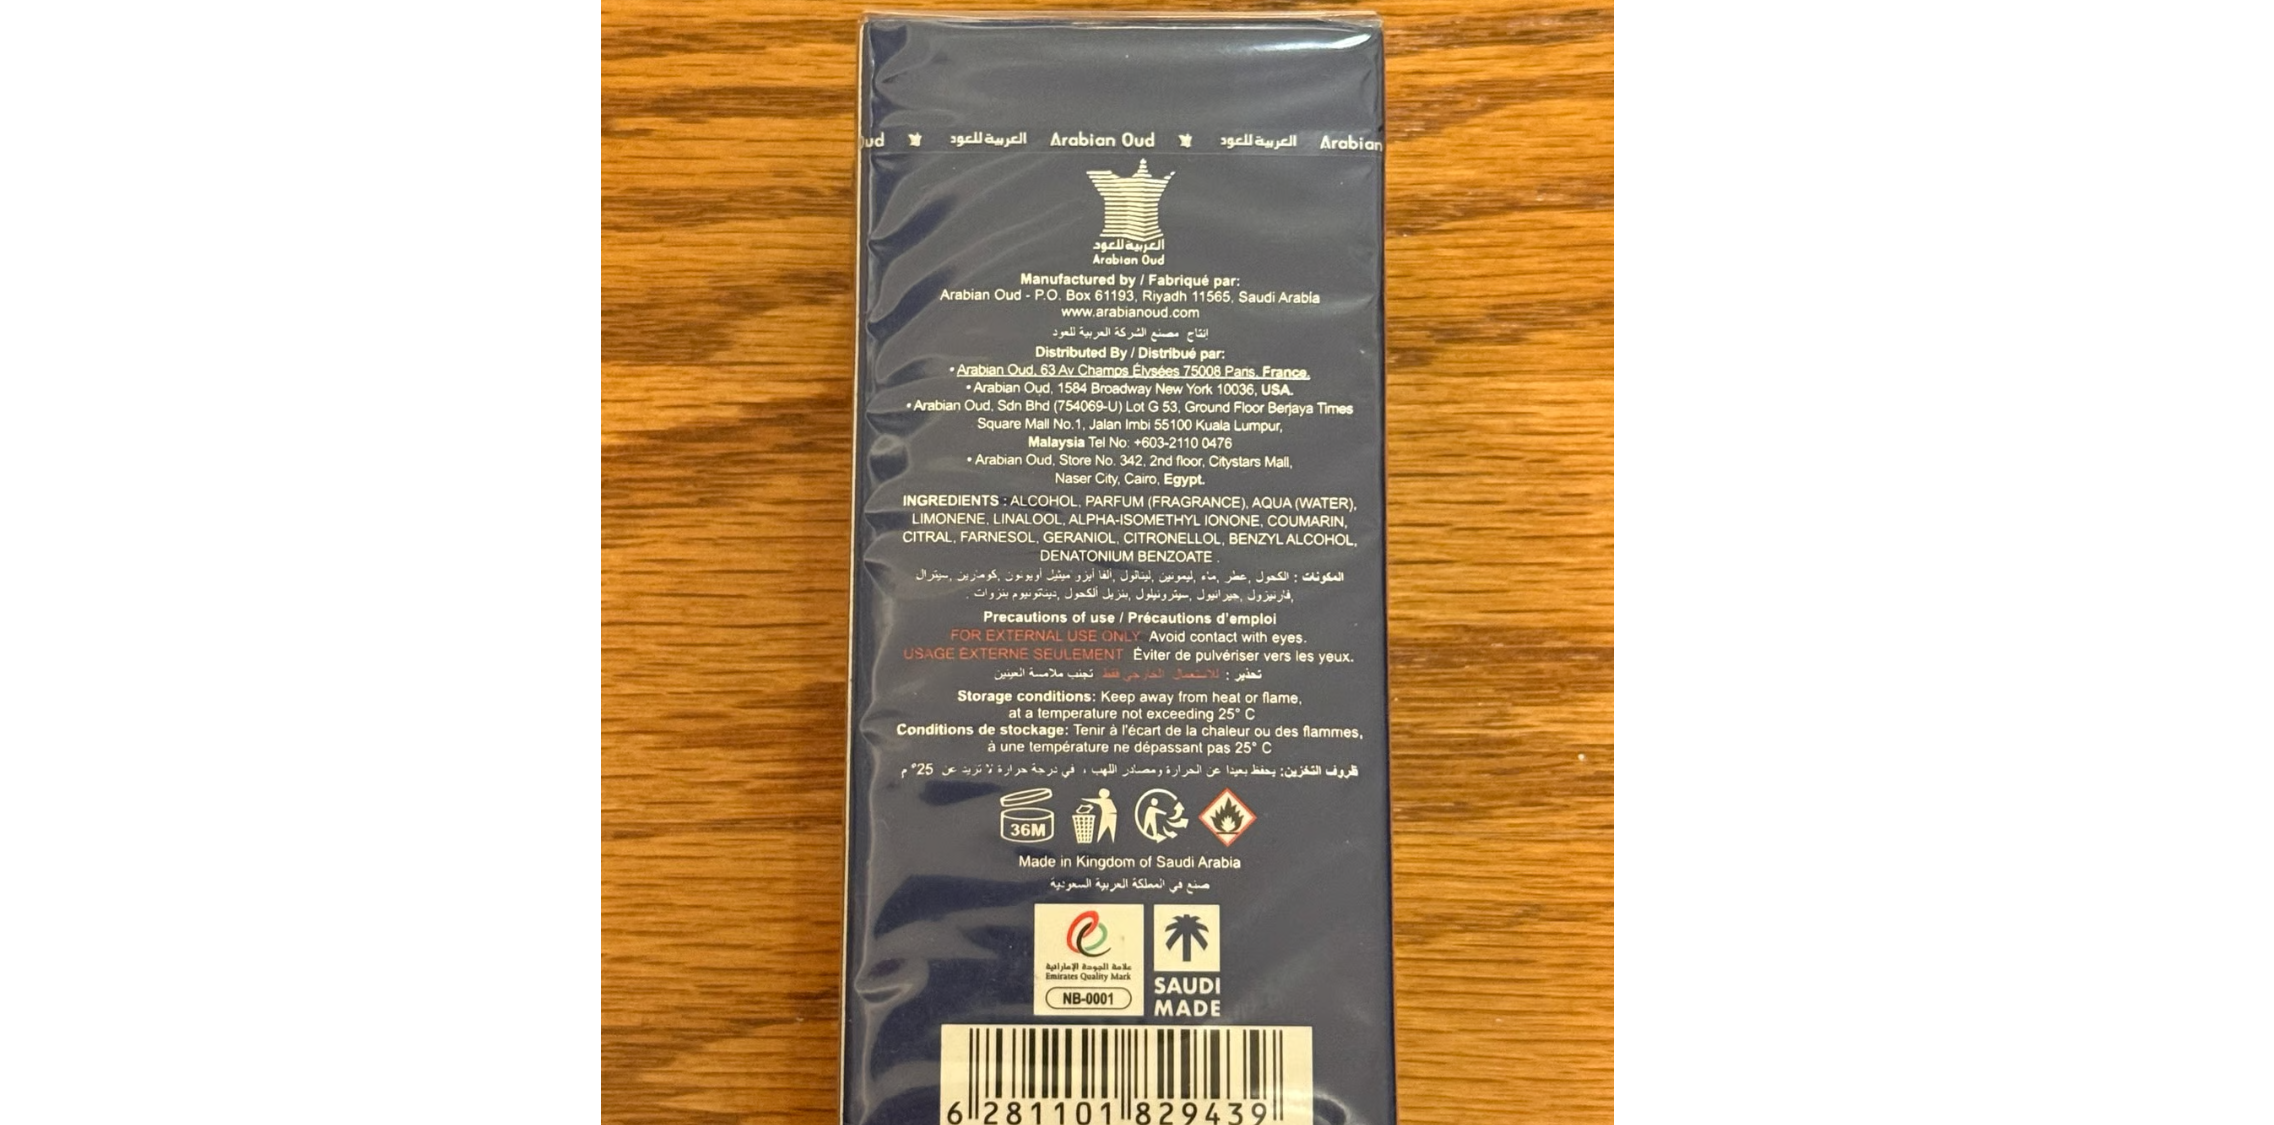 oud العربية للعود Arabian Oud العربية للعود Arabian
العربية للعود
Arabian Oud
Manufactured by / Fabriqué par:
Arabian Oud - P.O. Box 61193, Riyadh 11565, Saudi Arabia
www.arabianoud.com
إنتاج مصنع الشركة العربية للعود
Distributed By / Distribué par:
• Arabian Oud, 63 Av Champs Élysées 75008 Paris, France.
• Arabian Oud, 1584 Broadway New York 10036, USA.
• Arabian Oud, Sdn Bhd (754069-U) Lot G 53, Ground Floor Berjaya Times
Square Mall No.1, Jalan Imbi 55100 Kuala Lumpur,
Malaysia Tel No: +603-2110 0476
• Arabian Oud, Store No. 342, 2nd floor, Citystars Mall,
Naser City, Cairo, Egypt.
INGREDIENTS : ALCOHOL, PARFUM (FRAGRANCE), AQUA (WATER),
LIMONENE, LINALOOL, ALPHA-ISOMETHYL IONONE, COUMARIN,
CITRAL, FARNESOL, GERANIOL, CITRONELLOL, BENZYL ALCOHOL,
DENATONIUM BENZOATE .
المكونات : الكحول ,عطر ,ماء ,ليمونين ,لينالول ,ألفا أيزو ميثيل أويونون ,كومارين ,سيترال
,فارنيزول ,جيرانيول ,سيترونيلول ,بنزيل ألكحول ,ديناتونيوم بنزوات .
Precautions of use / Précautions d'emploi
FOR EXTERNAL USE ONLY Avoid contact with eyes.
USAGE EXTERNE SEULEMENT Éviter de pulvériser vers les yeux.
تحذير : للاستعمال الخارجي فقط تجنب ملامسة العينين
Storage conditions: Keep away from heat or flame,
at a temperature not exceeding 25° C
Conditions de stockage: Tenir à l'écart de la chaleur ou des flammes,
à une température ne dépassant pas 25° C
ظروف التخزين: يحفظ بعيدا عن الحرارة ومصادر اللهب ، في درجة حرارة لا تزيد عن 25° م
36M
Made in Kingdom of Saudi Arabia
صنع في المملكة العربية السعودية
علامة الجودة الإماراتية
Emirates Quality Mark
NB-0001
SAUDI
MADE
6 281101 829439